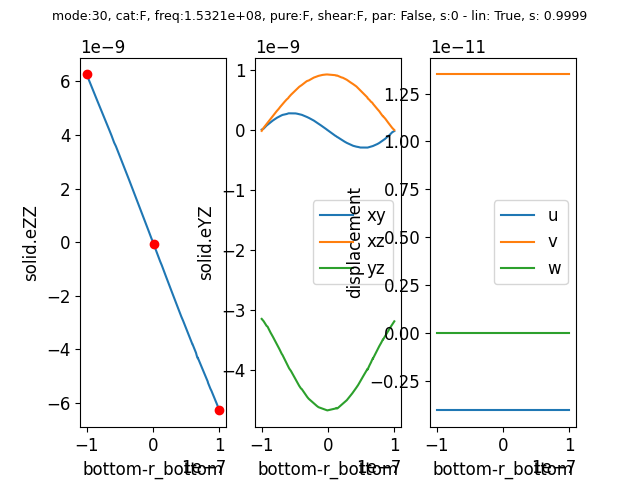 mode:30, cat:F, freq:1.5321e+08, pure:F, shear:F, par: False, s:0 - lin: True, s: 0.9999
1e−9
1e−9
1e−11
solid.eZZ
6
4
2
0
−2
−4
−6
−1
0
1
1e−7
bottom-r_bottom
solid.eYZ
1
0
−1
−2
−3
−4
xy
xz
yz
−1
0
1
1e−7
bottom-r_bottom
displacement
1.25
1.00
0.75
0.50
0.25
0.00
−0.25
u
v
w
−1
0
1
1e−7
bottom-r_bottom